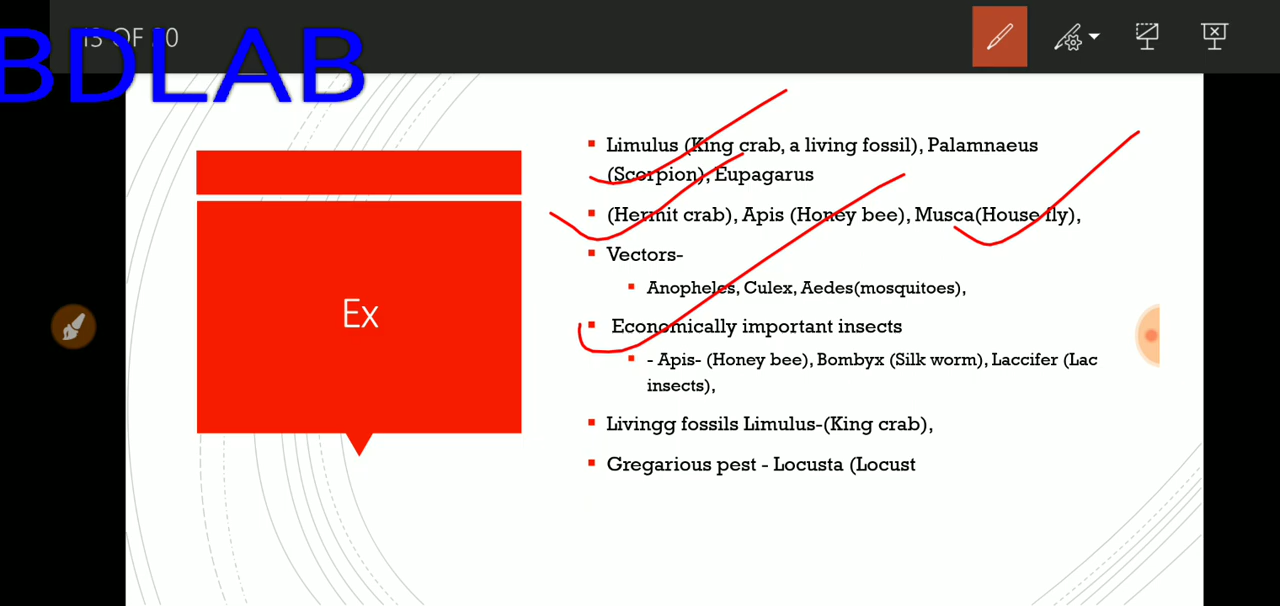 13 OF 30
BDLAB
Limulus (King crab, a living fossil), Palamnaeus
(Scorpion), Eupagarus
(Hermit crab), Apis (Honey bee), Musca(House fly),
Vectors-
Anopheles, Culex, Aedes(mosquitoes),
Ex
Economically important insects
- Apis- (Honey bee), Bombyx (Silk worm), Laccifer (Lac
insects),
Livingg fossils Limulus-(King crab),
Gregarious pest - Locusta (Locust